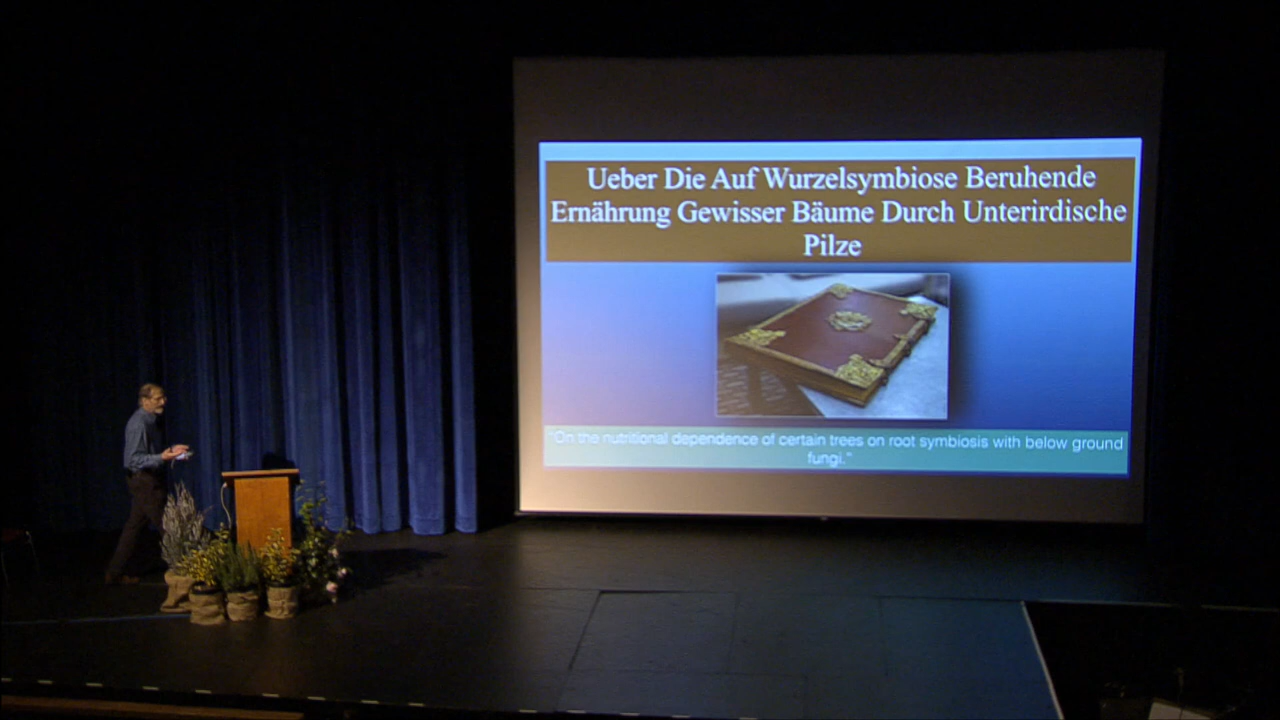 Ueber Die Auf Wurzelsymbiose Beruhende
Ernährung Gewisser Bäume Durch Unterirdische
Pilze
"On the nutritional dependence of certain trees on root symbiosis with below ground
fungi."